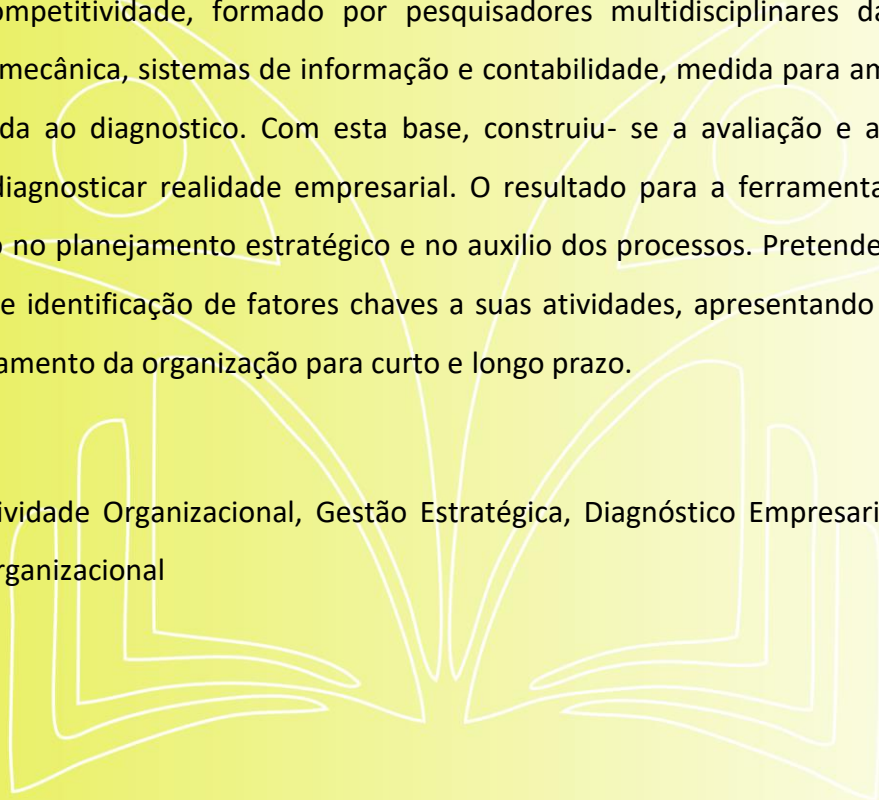 ompetitividade, formado por pesquisadores multidisciplinares da
mecânica, sistemas de informação e contabilidade, medida para am
da ao diagnostico. Com esta base, construiu- se a avaliação e a
diagnosticar realidade empresarial. O resultado para a ferramenta
o no planejamento estratégico e no auxilio dos processos. Pretende
e identificação de fatores chaves a suas atividades, apresentando
amento da organização para curto e longo prazo.
ividade Organizacional, Gestão Estratégica, Diagnóstico Empresari
rganizacional